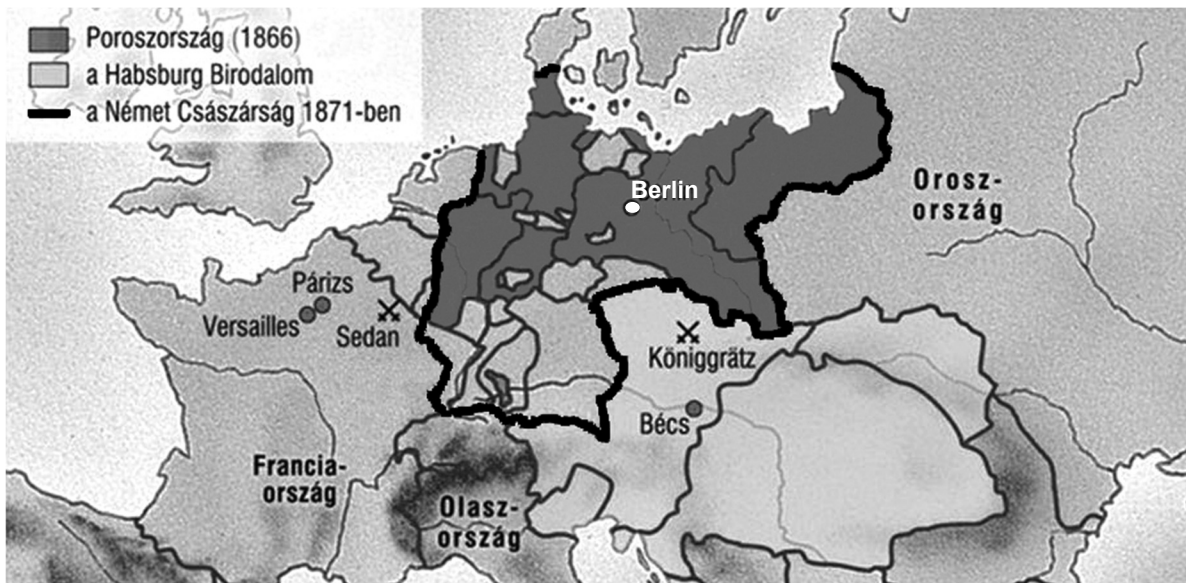 Poroszország (1866)
a Habsburg Birodalom
a Német Császárság 1871-ben
Berlin
Orosz-
ország
Párizs
Versailles
Sedan
Königgrätz
Bécs
Francia-
ország
Olasz-
ország